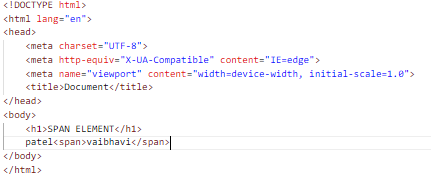 <!DOCTYPE html>
<html lang="en">
<head>
    <meta charset="UTF-8">
    <meta http-equiv="X-UA-Compatible" content="IE=edge">
    <meta name="viewport" content="width=device-width, initial-scale=1.0">
    <title>Document</title>
</head>
<body>
    <h1>SPAN ELEMENT</h1>
    patel<span>vaibhavi</span>
</body>
</html>